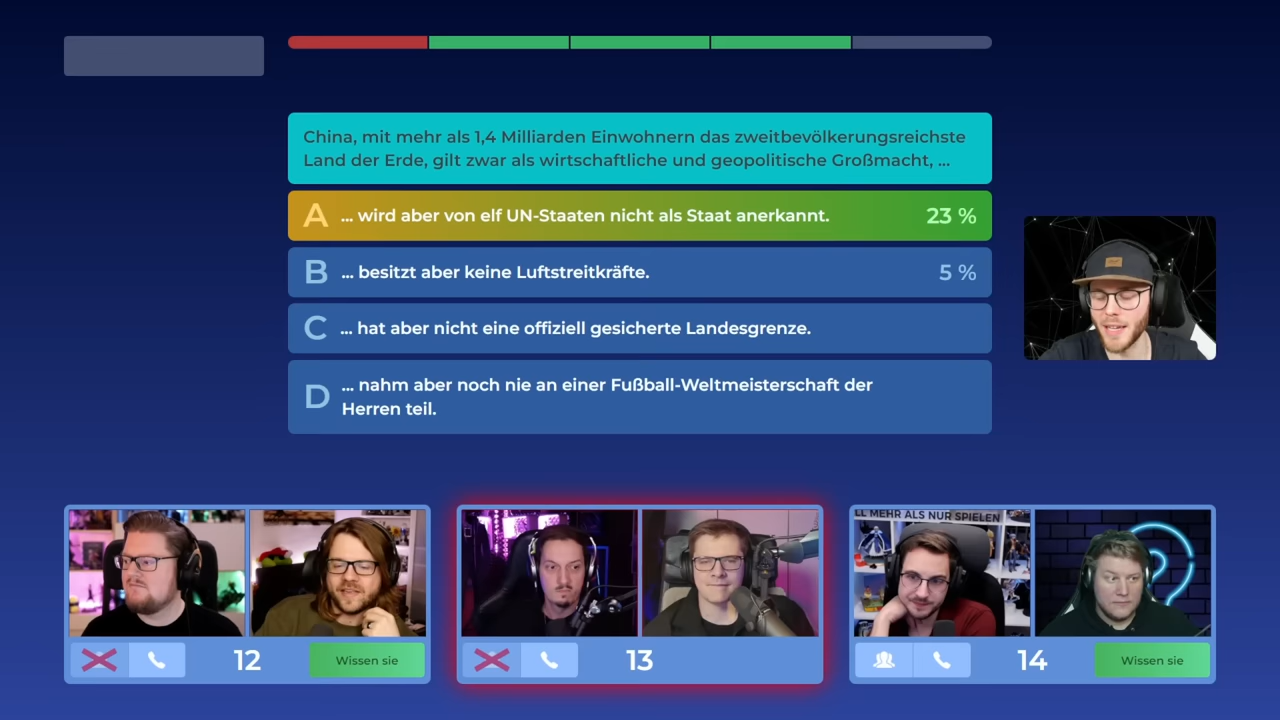 China, mit mehr als 1,4 Milliarden Einwohnern das zweitbevölkerungsreichste
Land der Erde, gilt zwar als wirtschaftliche und geopolitische Großmacht, ...
A ... wird aber von elf UN-Staaten nicht als Staat anerkannt. 23 %
B ... besitzt aber keine Luftstreitkräfte. 5 %
C ... hat aber nicht eine offiziell gesicherte Landesgrenze.
D ... nahm aber noch nie an einer Fußball-Weltmeisterschaft der
Herren teil.
LL MEHR ALS NUR SPIELEN
12 Wissen sie
13
14 Wissen sie